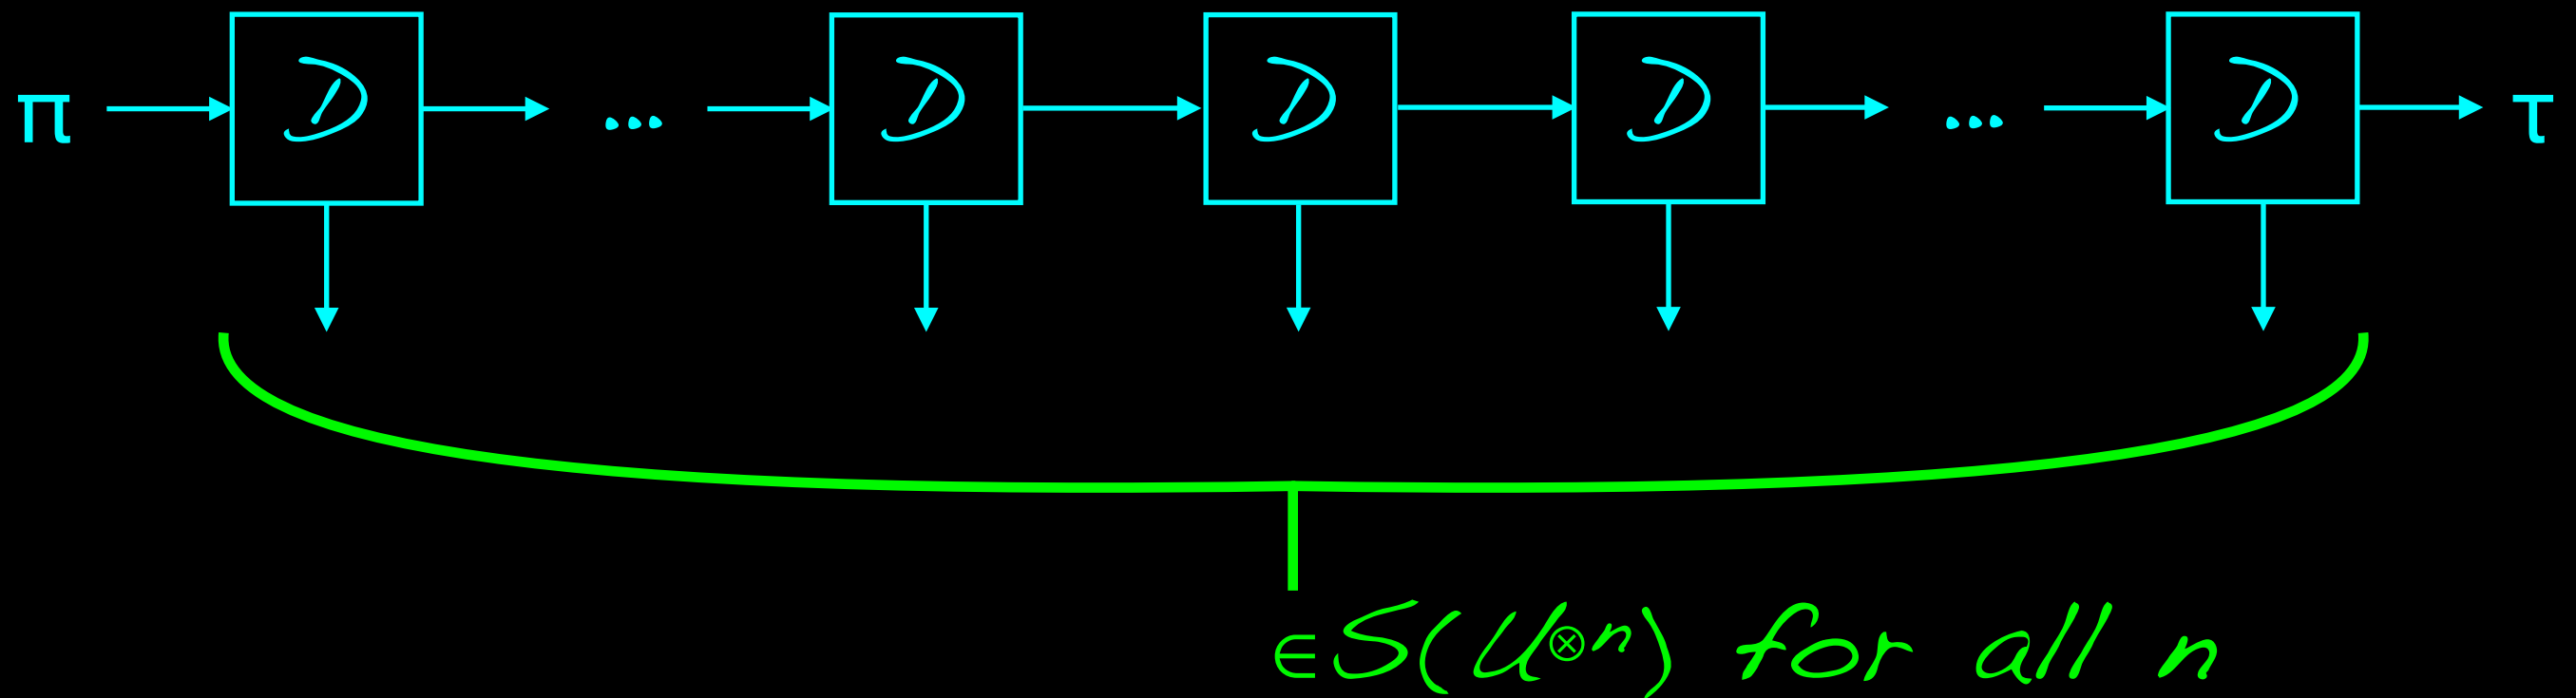 π D ... D D D ... D τ
∈ S(U⊗n) for all n